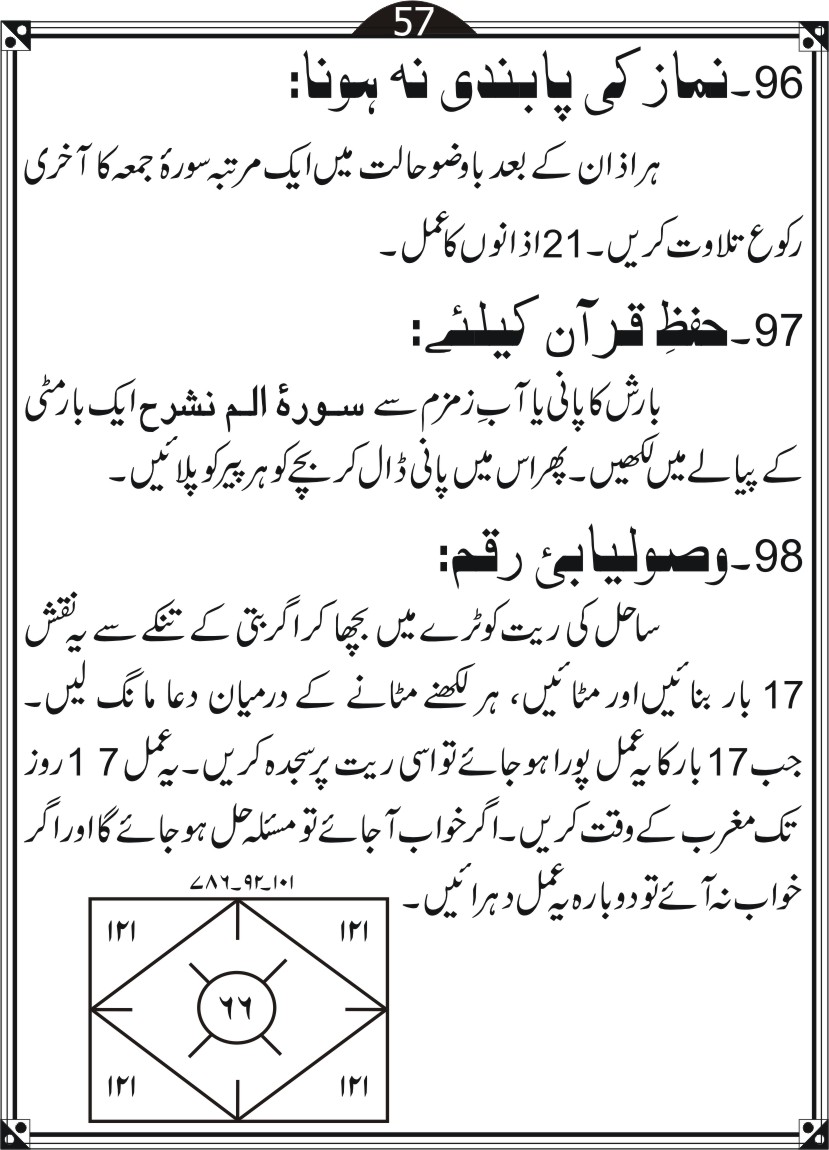 57
96۔نماز کی پابندی نہ ہونا:
ہر اذان کے بعد باوضو حالت میں ایک مرتبہ سورۂ جمعہ کا آخری
رکوع تلاوت کریں۔21اذانوں کا عمل۔
97۔حفظِ قرآن کیلئے:
بارش کا پانی یا آبِ زمزم سے سورۂ الم نشرح ایک بار مٹی
کے پیالے میں لکھیں۔ پھر اس میں پانی ڈال کر بچے کو ہر پیر کو پلائیں۔
98۔وصولیابیٔ رقم:
ساحل کی ریت کو ٹرے میں بچھا کر اگر بتی کے تنکے سے یہ نقش
17 بار بنائیں اور مٹائیں، ہر لکھنے مٹانے کے درمیان دعا مانگ لیں۔
جب 17 بار کا یہ عمل پورا ہو جائے تو اسی ریت پر سجدہ کریں۔ یہ عمل 17 روز
تک مغرب کے وقت کریں۔اگر خواب آجائے تو مسئلہ حل ہو جائے گا اور اگر
خواب نہ آئے تو دوبارہ یہ عمل دہرائیں۔
۷۸۶۔۹۲۔۱۰۱
۱۲۱ ۱۲۱
۶۶
۱۲۱ ۱۲۱